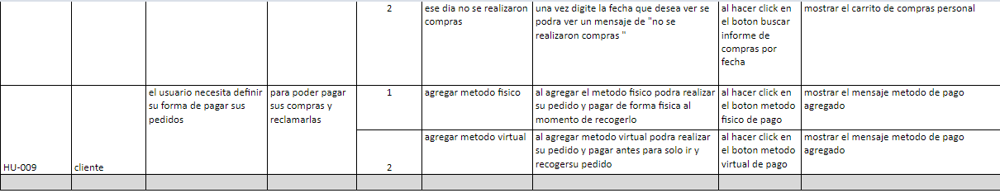 2
ese dia no se realizaron
compras
una vez digite la fecha que desea ver se
podra ver un mensaje de "no se
realizaron compras "
al hacer click en
el boton buscar
informe de
compras por
fecha
mostrar el carrito de compras personal
HU-009
cliente
el usuario necesita definir
su forma de pagar sus
pedidos
para poder pagar
sus compras y
reclamarlas
1
agregar metodo fisico
al agregar el metodo fisico podra realizar
su pedido y pagar de forma fisica al
momento de recogerlo
al hacer click en
el boton metodo
fisico de pago
mostrar el mensaje metodo de pago
agregado
2
agregar metodo virtual
al agregar metodo virtual podra realizar
su pedido y pagar antes para solo ir y
recogersu pedido
al hacer click en
el boton metodo
virtual de pago
mostrar el mensaje metodo de pago
agregado